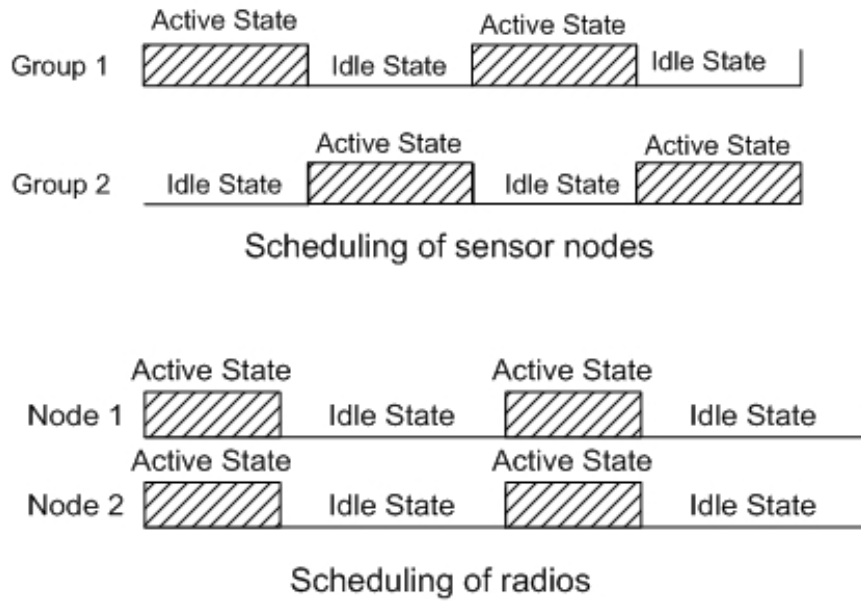 Active State Active State
Group 1 Idle State Idle State
Active State Active State
Group 2 Idle State Idle State
Scheduling of sensor nodes
Active State Active State
Node 1 Idle State Idle State
Active State Active State
Node 2 Idle State Idle State
Scheduling of radios